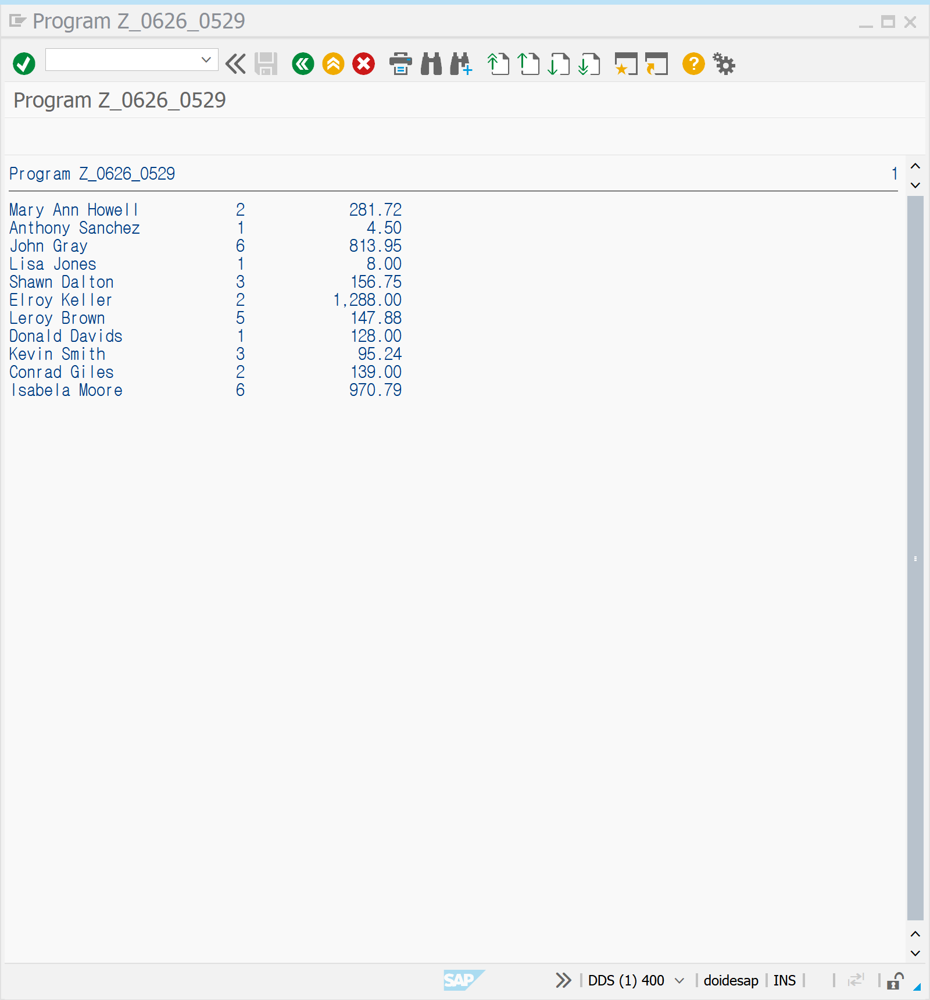 Program Z_0626_0529
Program Z_0626_0529
Program Z_0626_0529 1
Mary Ann Howell 2 281.72
Anthony Sanchez 1 4.50
John Gray 6 813.95
Lisa Jones 1 8.00
Shawn Dalton 3 156.75
Elroy Keller 2 1,288.00
Leroy Brown 5 147.88
Donald Davids 1 128.00
Kevin Smith 3 95.24
Conrad Giles 2 139.00
Isabela Moore 6 970.79
SAP DDS (1) 400 doidesap INS